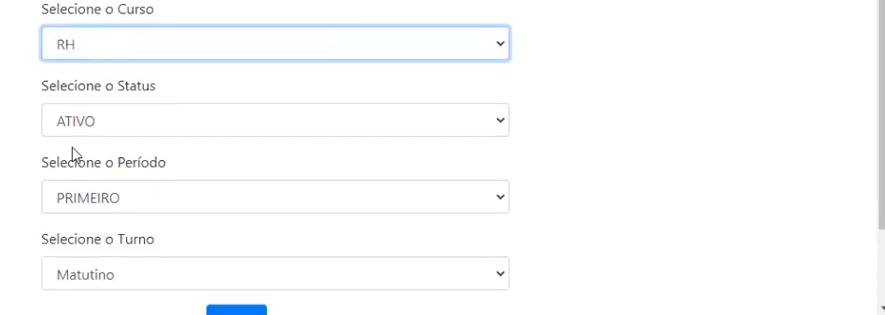 Selecione o Curso
RH
Selecione o Status
ATIVO
Selecione o Período
PRIMEIRO
Selecione o Turno
Matutino